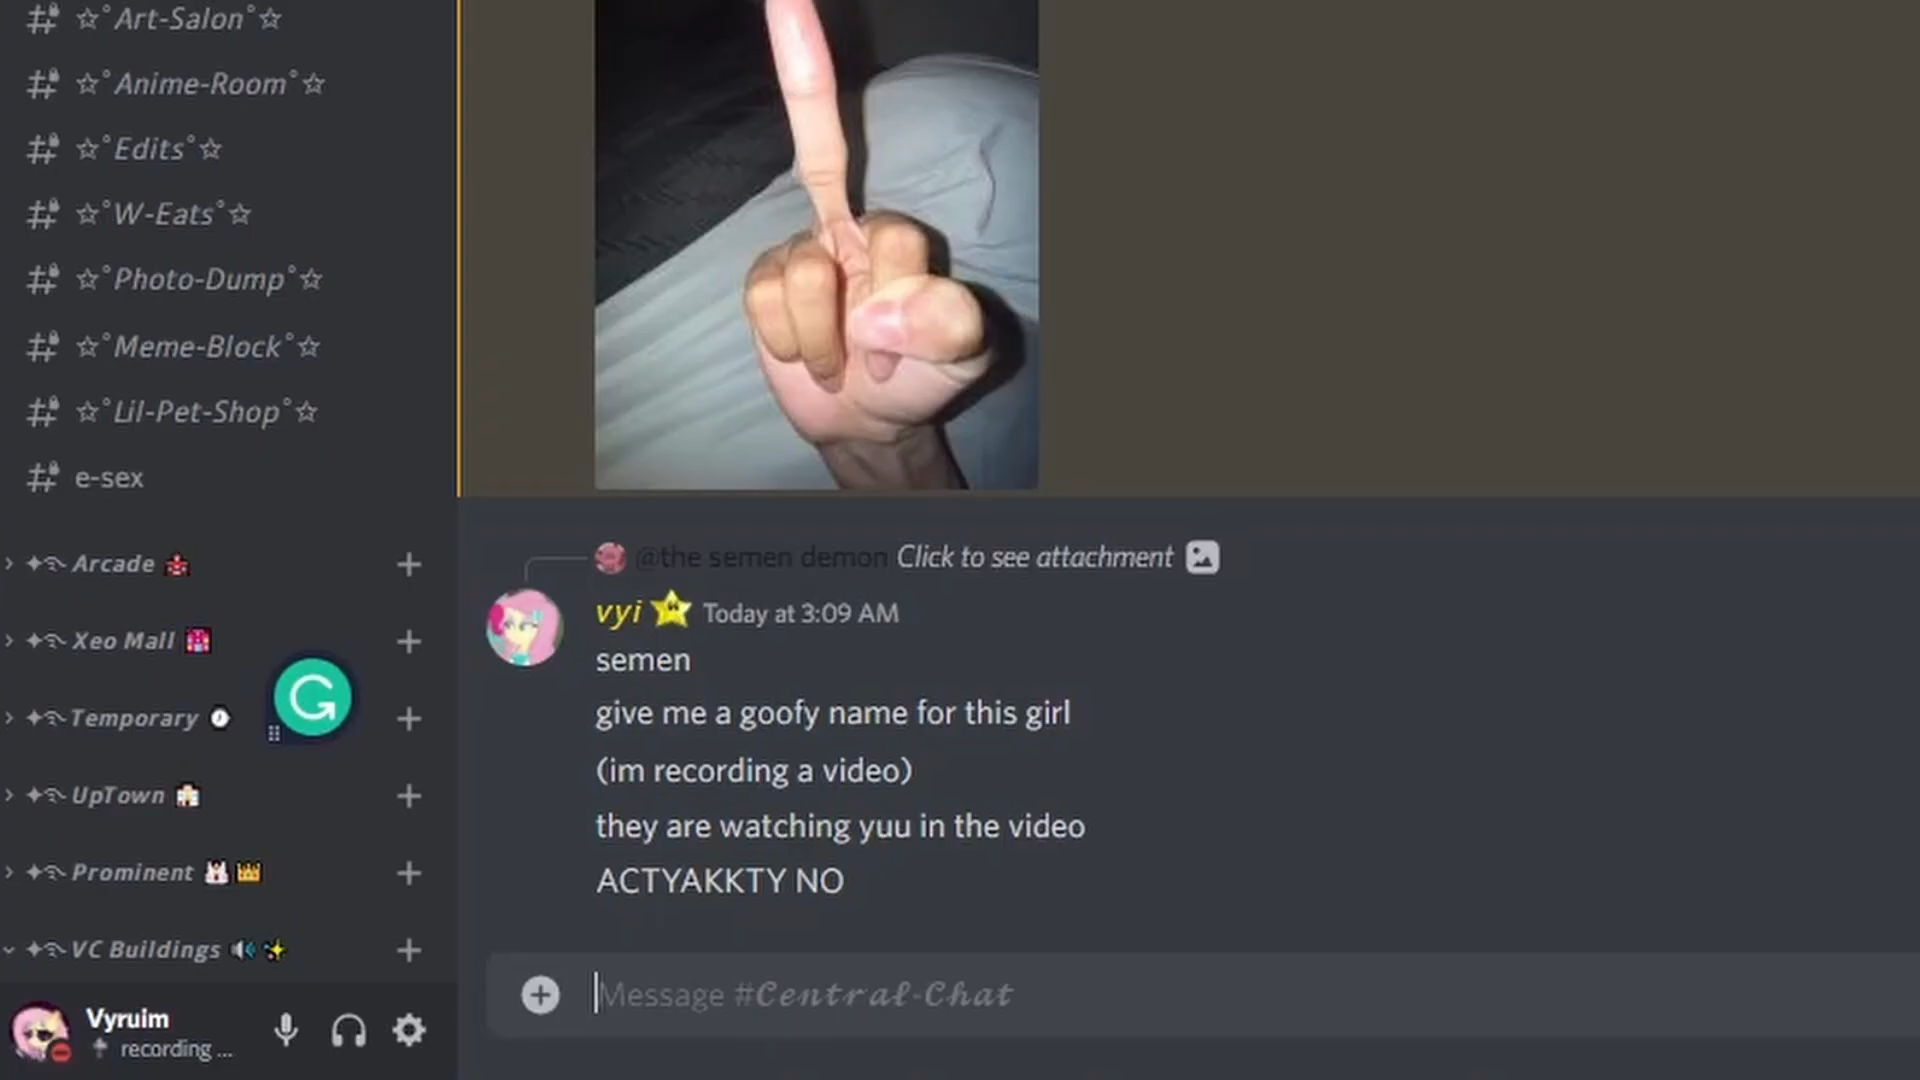 ☆°Art-Salon°☆
☆°Anime-Room°☆
☆°Edits°☆
☆°W-Eats°☆
☆°Photo-Dump°☆
☆°Meme-Block°☆
☆°Lil-Pet-Shop°☆
e-sex
Arcade
Xeo Mall
Temporary
UpTown
Prominent
VC Buildings
Vyruim
recording ...
@the semen demon Click to see attachment
vyi Today at 3:09 AM
semen
give me a goofy name for this girl
(im recording a video)
they are watching yuu in the video
ACTYAKKTY NO
Message #Central-Chat